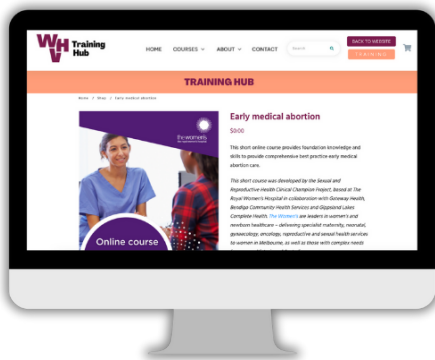 WHV Training Hub
HOME COURSES ABOUT CONTACT Search BACK TO WEBSITE
TRAINING
TRAINING HUB
Home / Shop / Early medical abortion
Early medical abortion
$0.00
This short online course provides foundation knowledge and
skills to provide comprehensive best practice early medical
abortion care.
This short course was developed by the Sexual and
Reproductive Health Clinical Champion Project, based at The
Royal Women's Hospital in collaboration with Gateway Health,
Bendigo Community Health Services and Gippsland Lakes
Complete Health. The Women's are leaders in women's and
newborn healthcare – delivering specialist maternity, neonatal,
gynaecology, oncology, reproductive and sexual health services
to women in Melbourne, as well as those with complex needs
the women's
Online course